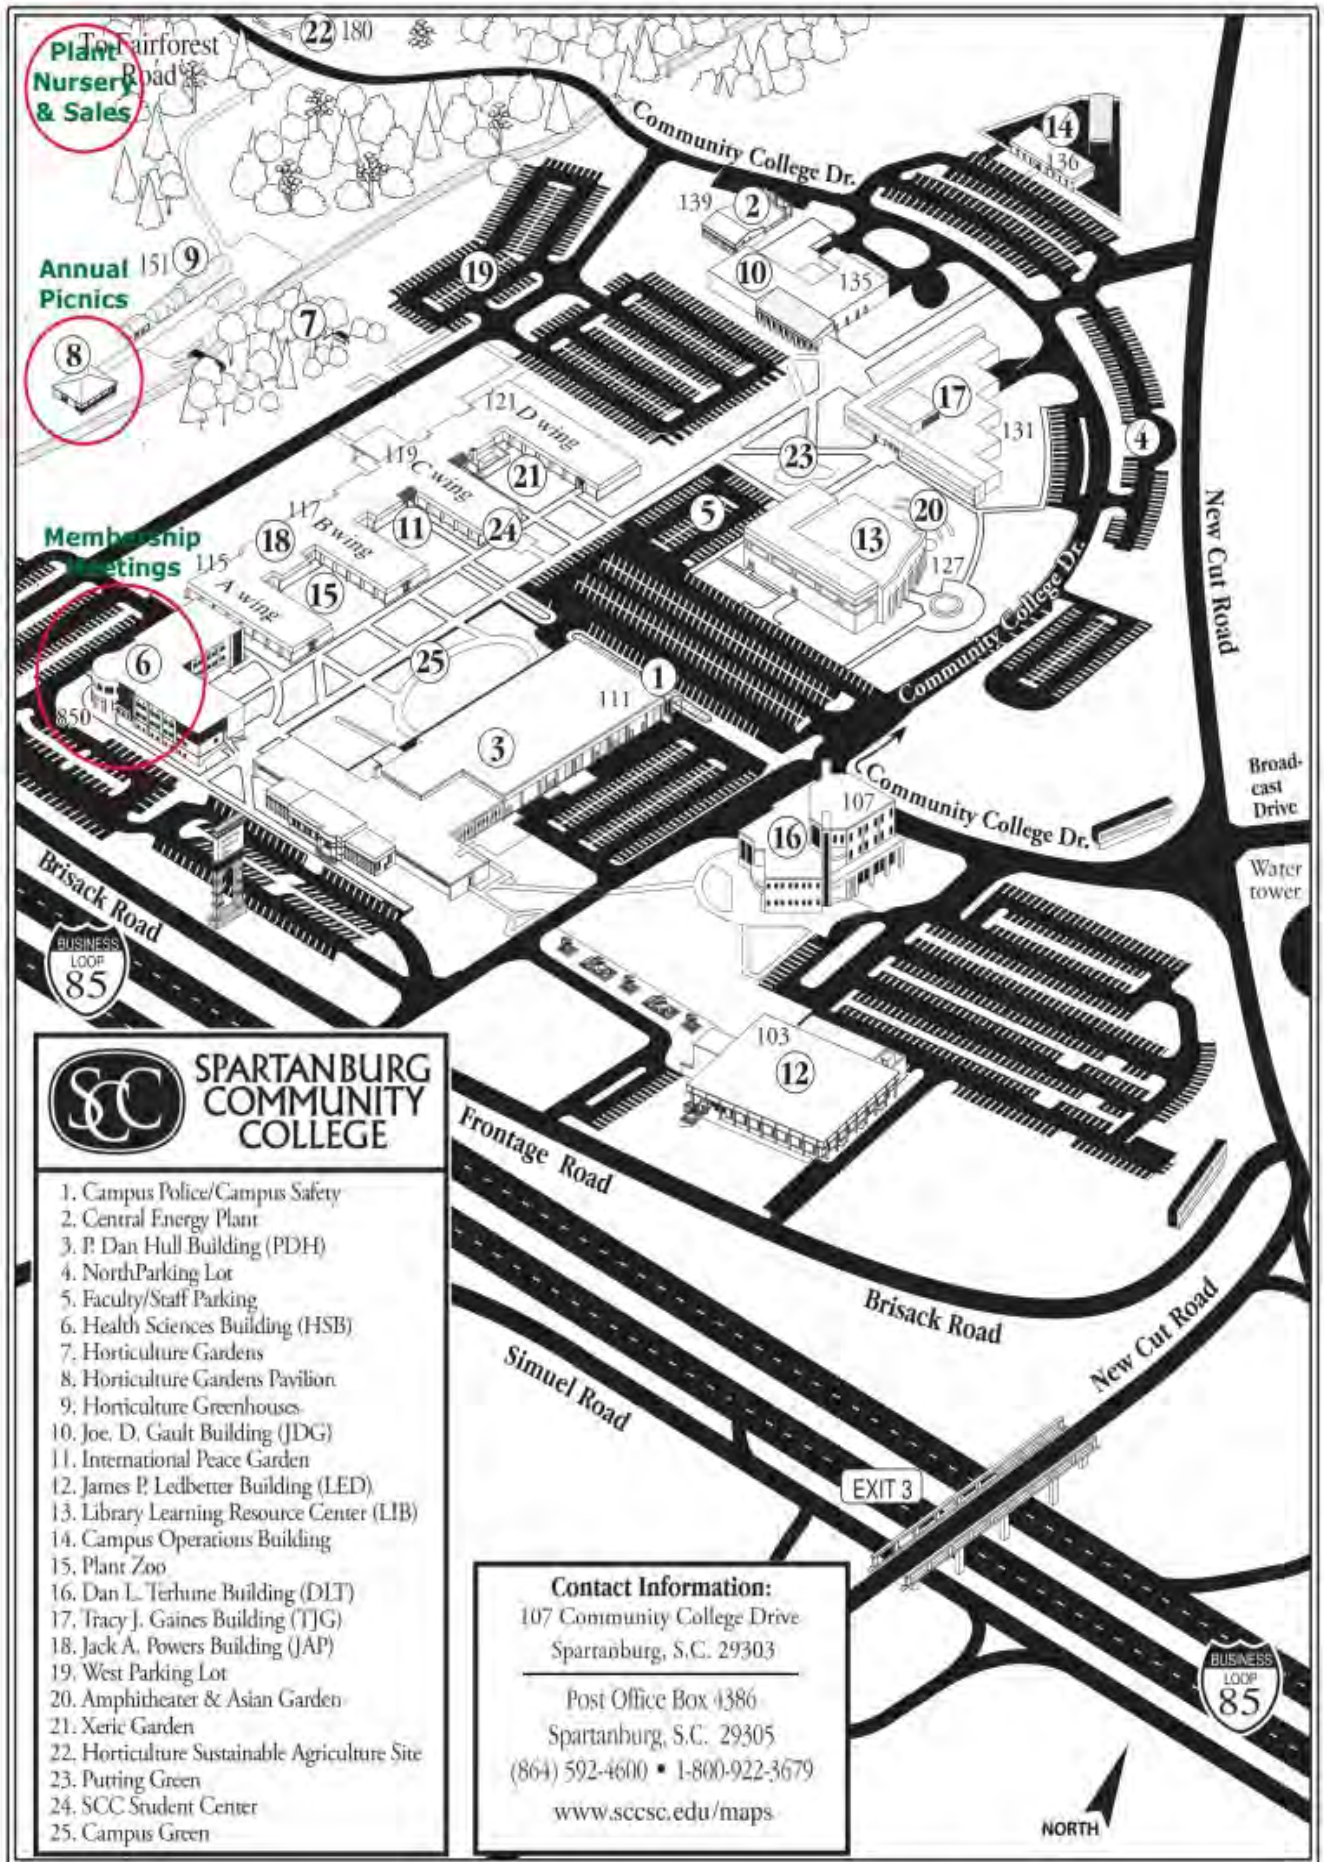 22 180
To Fairforest
Road
Plant
Nursery
& Sales
Community College Dr.
14
136
139 2
151 9
Annual
Picnics
10
135
19
7
8
121 D wing
17
131
4
119
C wing
21
23
New Cut Road
117
B wing
11
24
5
20
13
127
Membership
Meetings
115
18
A wing
15
Community College Dr.
6
25
1
111
850
3
Community College Dr.
107
16
Broad-
cast
Drive
Water
tower
Brisack Road
BUSINESS
LOOP
85
103
12
SCC
SPARTANBURG
COMMUNITY
COLLEGE
Frontage Road
1. Campus Police/Campus Safety
2. Central Energy Plant
3. P. Dan Hull Building (PDH)
4. NorthParking Lot
5. Faculty/Staff Parking
6. Health Sciences Building (HSB)
7. Horticulture Gardens
8. Horticulture Gardens Pavilion
9. Horticulture Greenhouses
10. Joe. D. Gault Building (JDG)
11. International Peace Garden
12. James P. Ledbetter Building (LED)
13. Library Learning Resource Center (LIB)
14. Campus Operations Building
15. Plant Zoo
16. Dan L. Terhune Building (DLT)
17. Tracy J. Gaines Building (TJG)
18. Jack A. Powers Building (JAP)
19. West Parking Lot
20. Amphitheater & Asian Garden
21. Xeric Garden
22. Horticulture Sustainable Agriculture Site
23. Putting Green
24. SCC Student Center
25. Campus Green
Brisack Road
New Cut Road
Simuel Road
EXIT 3
Contact Information:
107 Community College Drive
Spartanburg, S.C. 29303
Post Office Box 4386
Spartanburg, S.C. 29305
(864) 592-4600 ▪ 1-800-922-3679
www.sccsc.edu/maps
BUSINESS
LOOP
85
NORTH